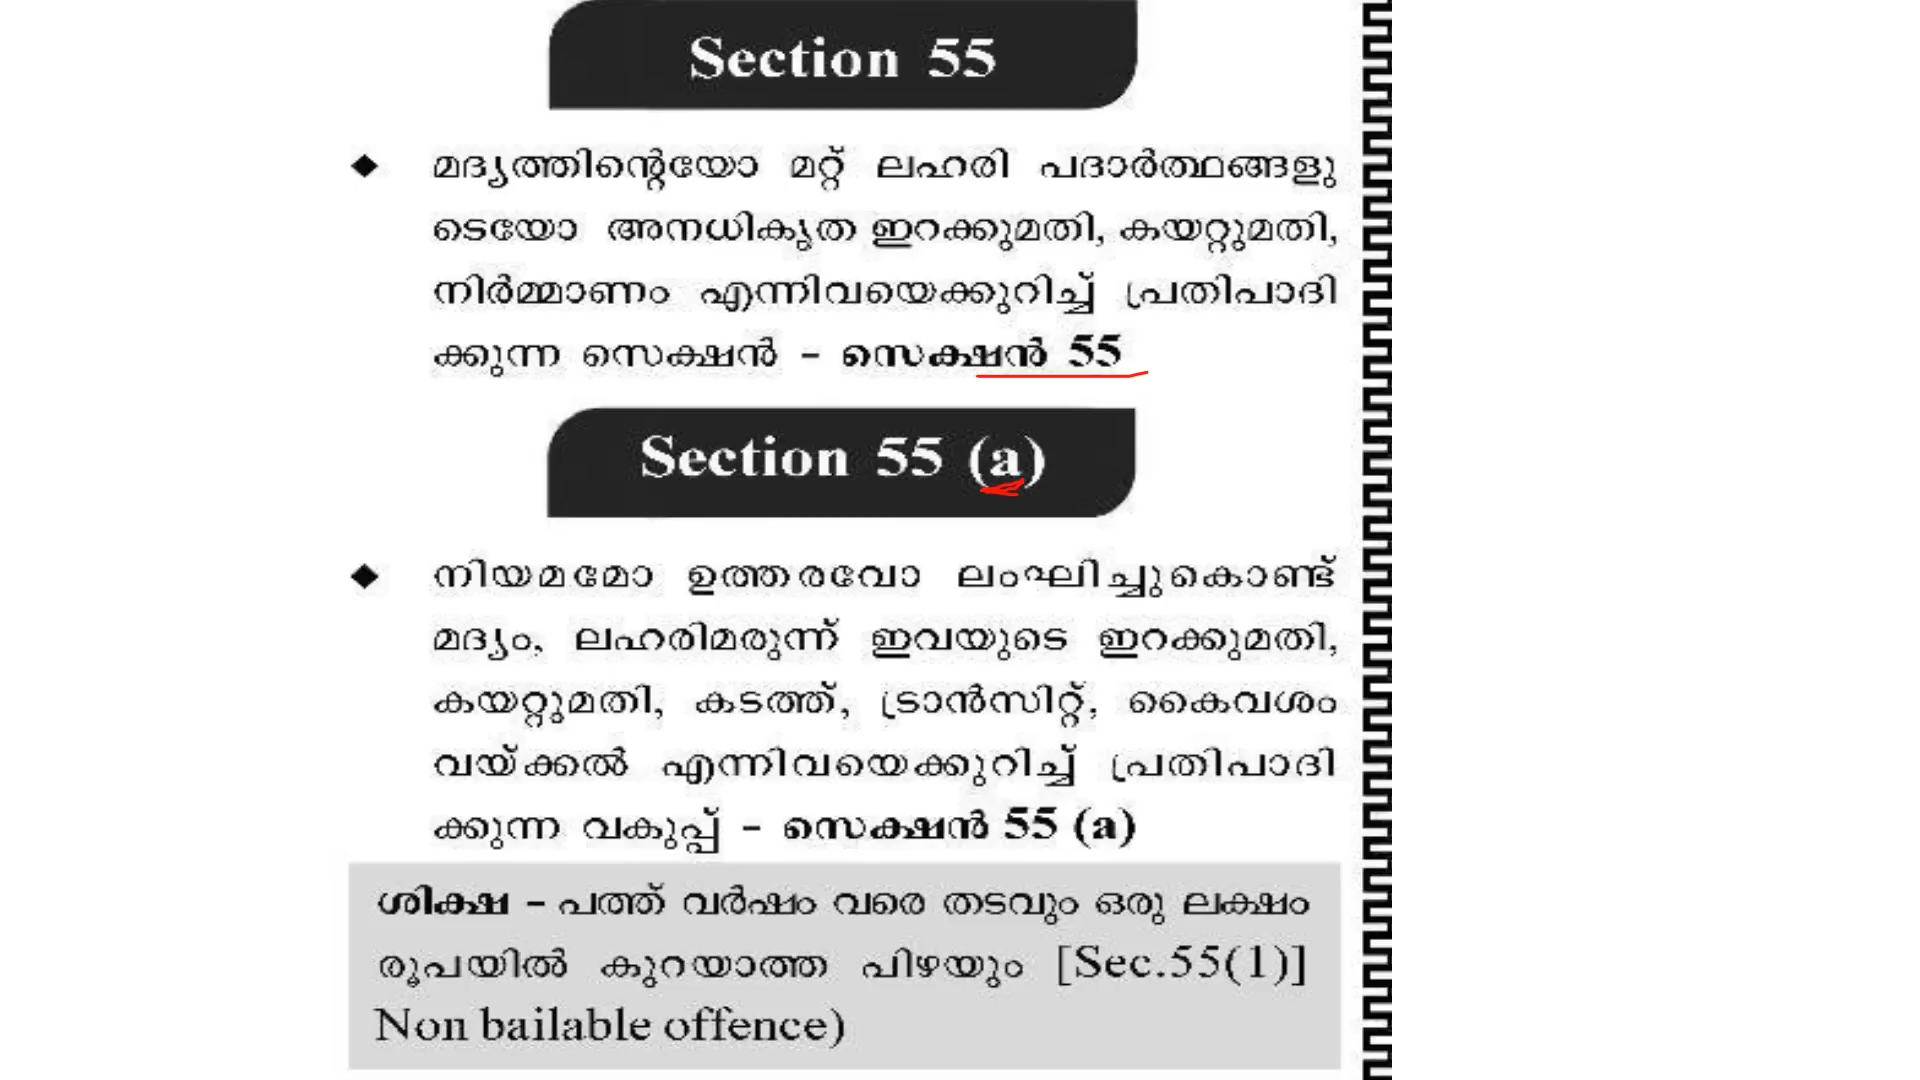 Section 55
◆ മദ്യത്തിന്റെയോ മറ്റ് ലഹരി പദാർത്ഥങ്ങളു
ടെയോ അനധികൃത ഇറക്കുമതി, കയറ്റുമതി,
നിർമ്മാണം എന്നിവയെക്കുറിച്ച് പ്രതിപാദി
ക്കുന്ന സെക്ഷൻ - സെക്ഷൻ 55
Section 55 (a)
◆ നിയമമോ ഉത്തരവോ ലംഘിച്ചുകൊണ്ട്
മദ്യം, ലഹരിമരുന്ന് ഇവയുടെ ഇറക്കുമതി,
കയറ്റുമതി, കടത്ത്, ട്രാൻസിറ്റ്, കൈവശം
വയ്ക്കൽ എന്നിവയെക്കുറിച്ച് പ്രതിപാദി
ക്കുന്ന വകുപ്പ് - സെക്ഷൻ 55 (a)
ശിക്ഷ - പത്ത് വർഷം വരെ തടവും ഒരു ലക്ഷം
രൂപയിൽ കുറയാത്ത പിഴയും [Sec.55(1)]
Non bailable offence)